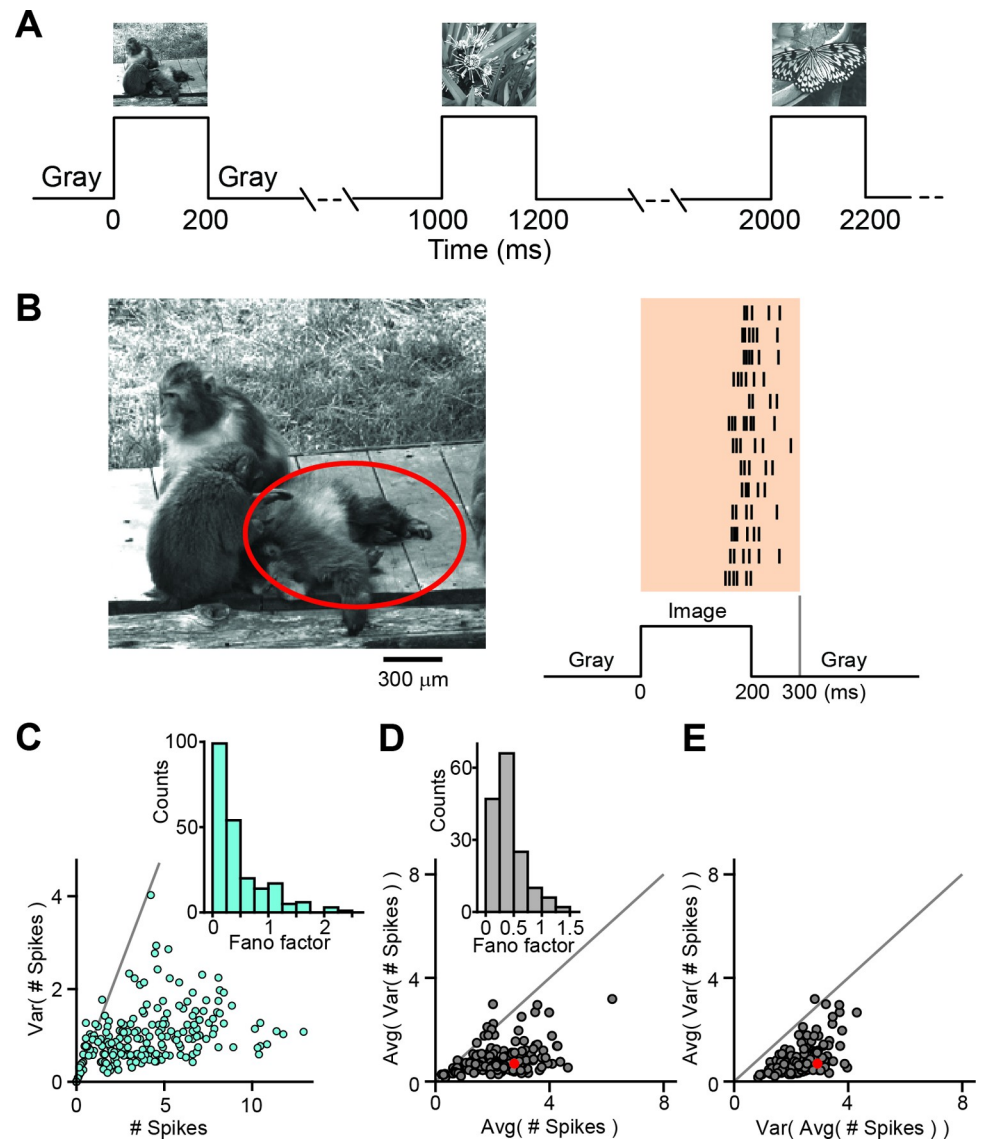 A
Gray
Gray
0 200 1000 1200 2000 2200
Time (ms)
B
300 μm
Image
Gray
Gray
0 200 300 (ms)
C
100
50
0
Counts
0 1 2
Fano factor
4
2
0
Var( # Spikes )
0 5 10
# Spikes
D
60
30
0
Counts
0 0.5 1 1.5
Fano factor
8
4
0
Avg( Var( # Spikes ) )
0 4 8
Avg( # Spikes )
E
8
4
0
Avg( Var( # Spikes ) )
0 4 8
Var( Avg( # Spikes ) )